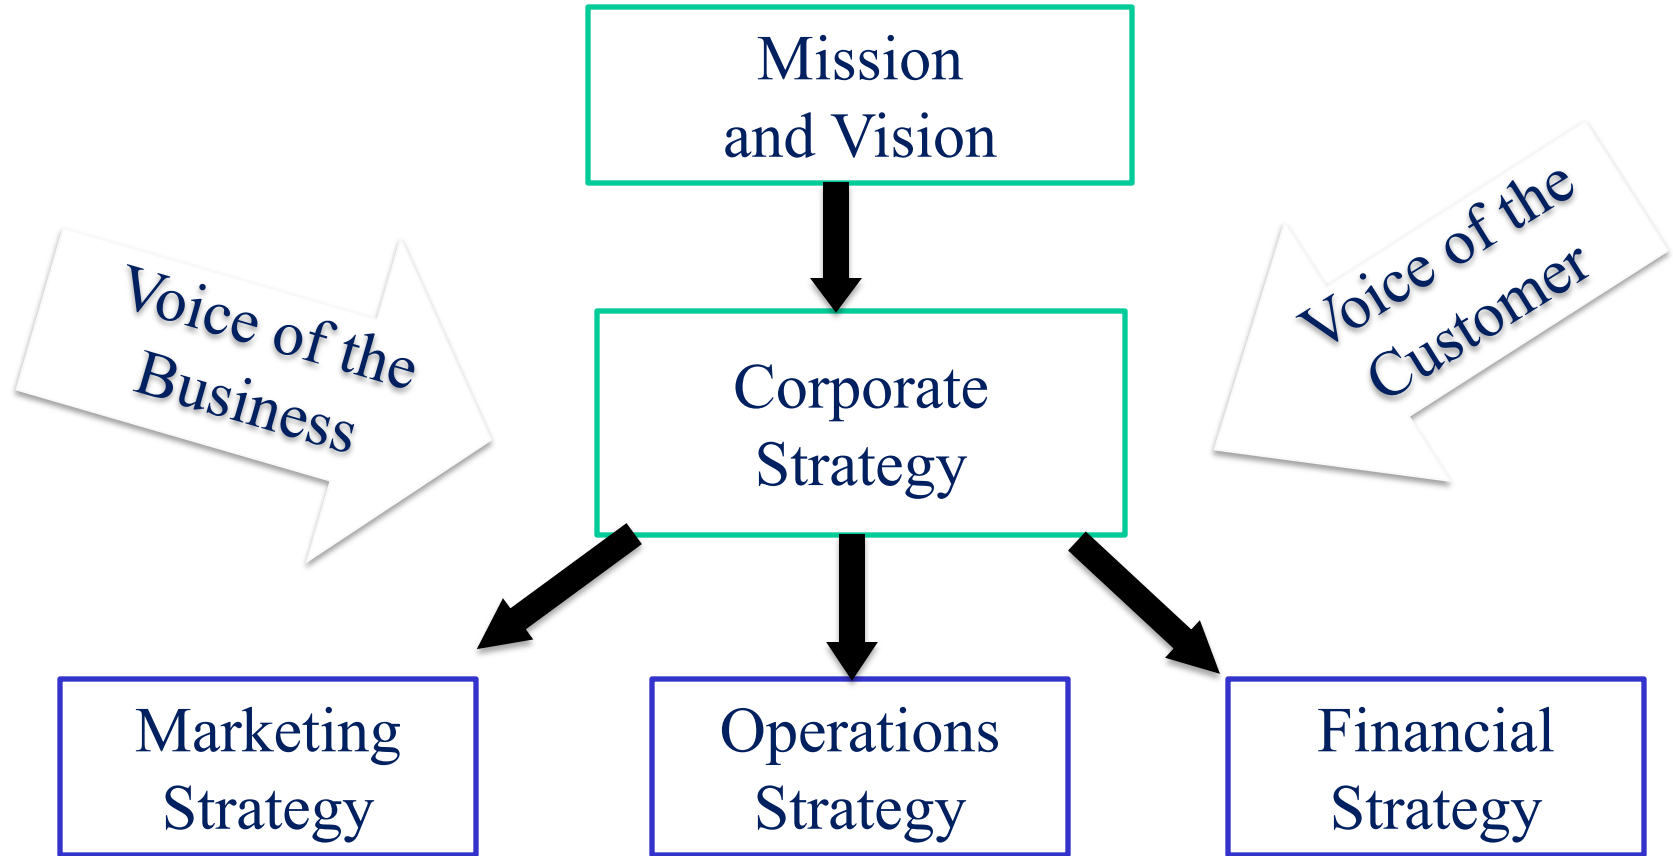 Mission
and Vision
Voice of the
Business
Voice of the
Customer
Corporate
Strategy
Marketing
Strategy
Operations
Strategy
Financial
Strategy